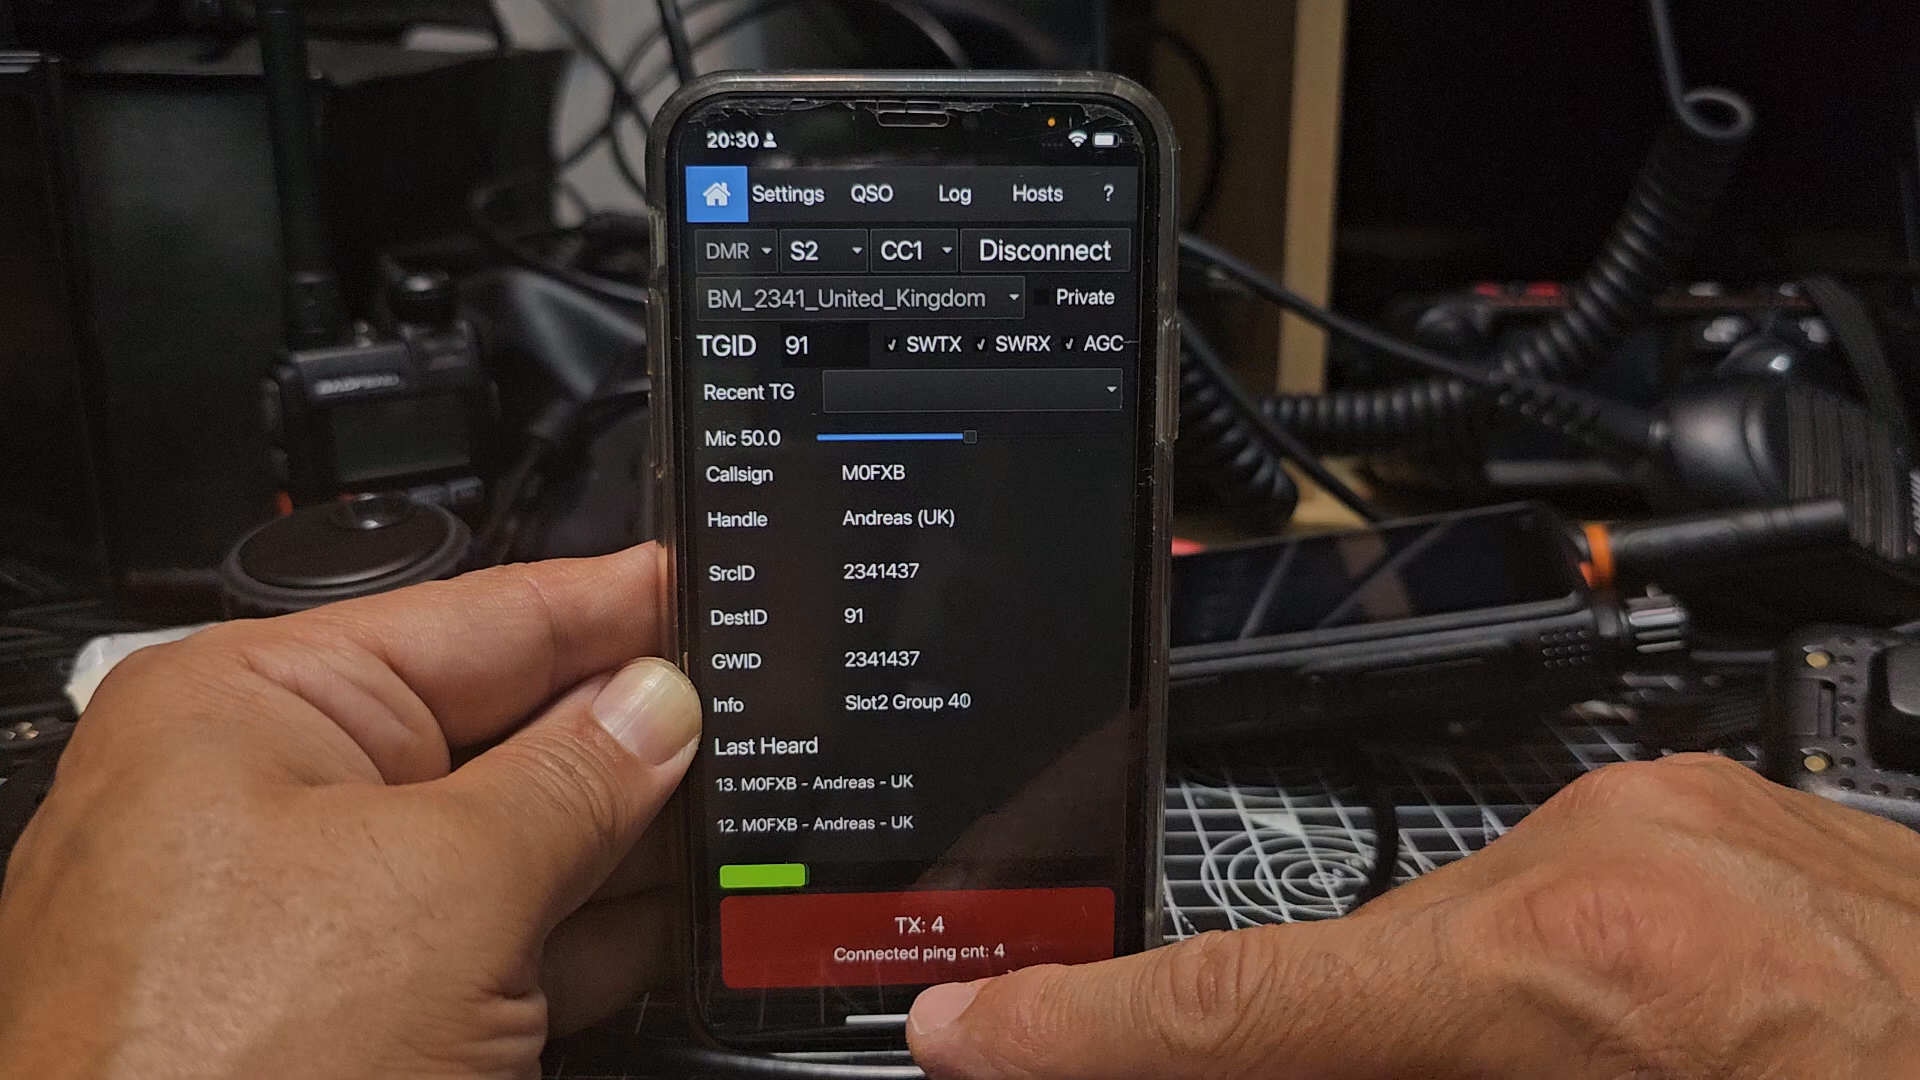 20:30
Settings QSO Log Hosts ?
DMR S2 CC1 Disconnect
BM_2341_United_Kingdom Private
TGID 91 SWTX SWRX AGC
Recent TG
Mic 50.0
Callsign M0FXB
Handle Andreas (UK)
SrcID 2341437
DestID 91
GWID 2341437
Info Slot2 Group
Last Heard
13. M0FXB - Andreas - UK
12. M0FXB - Andreas - UK
TX: 4
Connected ping cnt: 4
BAOFENG